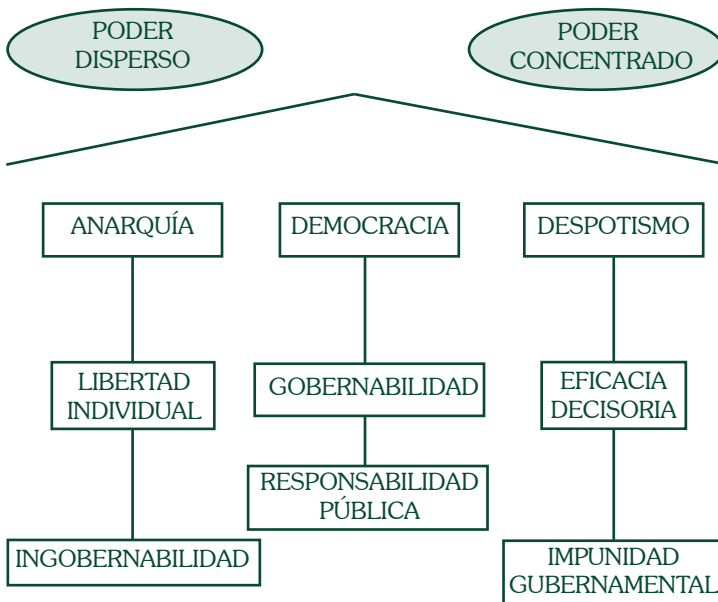 PODER
DISPERSO
PODER
CONCENTRADO
ANARQUÍA
DEMOCRACIA
DESPOTISMO
LIBERTAD
INDIVIDUAL
GOBERNABILIDAD
EFICACIA
DECISORIA
RESPONSABILIDAD
PÚBLICA
INGOBERNABILIDAD
IMPUNIDAD
GUBERNAMENTAL